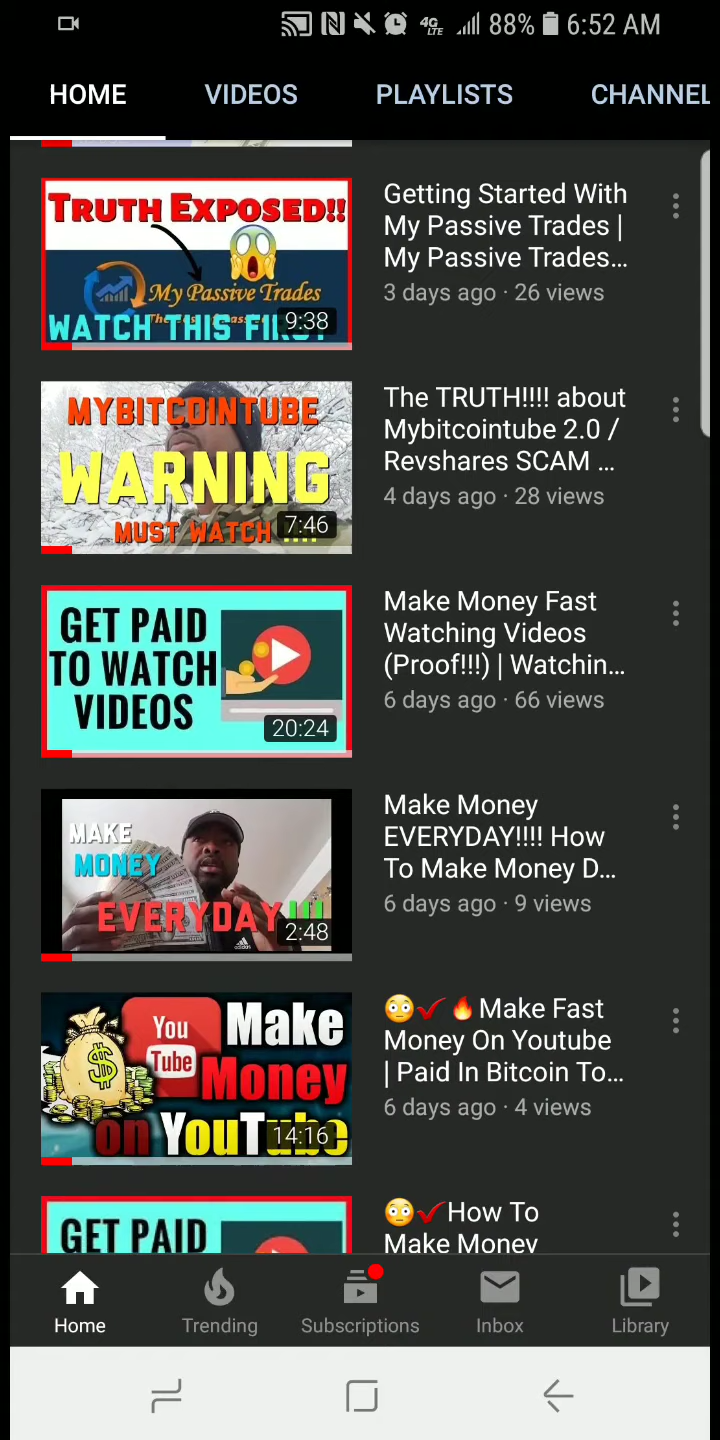 88% 6:52 AM
HOME VIDEOS PLAYLISTS CHANNEL
TRUTH EXPOSED!!
My Passive Trades
WATCH THIS
9:38
Getting Started With
My Passive Trades |
My Passive Trades...
3 days ago · 26 views
MYBITCOINTUBE
WARNING
MUST WATCH !!!!
7:46
The TRUTH!!!! about
Mybitcointube 2.0 /
Revshares SCAM ...
4 days ago · 28 views
GET PAID
TO WATCH
VIDEOS
20:24
Make Money Fast
Watching Videos
(Proof!!!) | Watchin...
6 days ago · 66 views
MAKE
MONEY
EVERYDAY!!!
adidas
2:48
Make Money
EVERYDAY!!!! How
To Make Money D...
6 days ago · 9 views
You
Tube
Make
Money
on YouTube
14:16
😳✔🔥Make Fast
Money On Youtube
| Paid In Bitcoin To...
6 days ago · 4 views
GET PAID
😳✔How To
Make Money
Home Trending Subscriptions Inbox Library